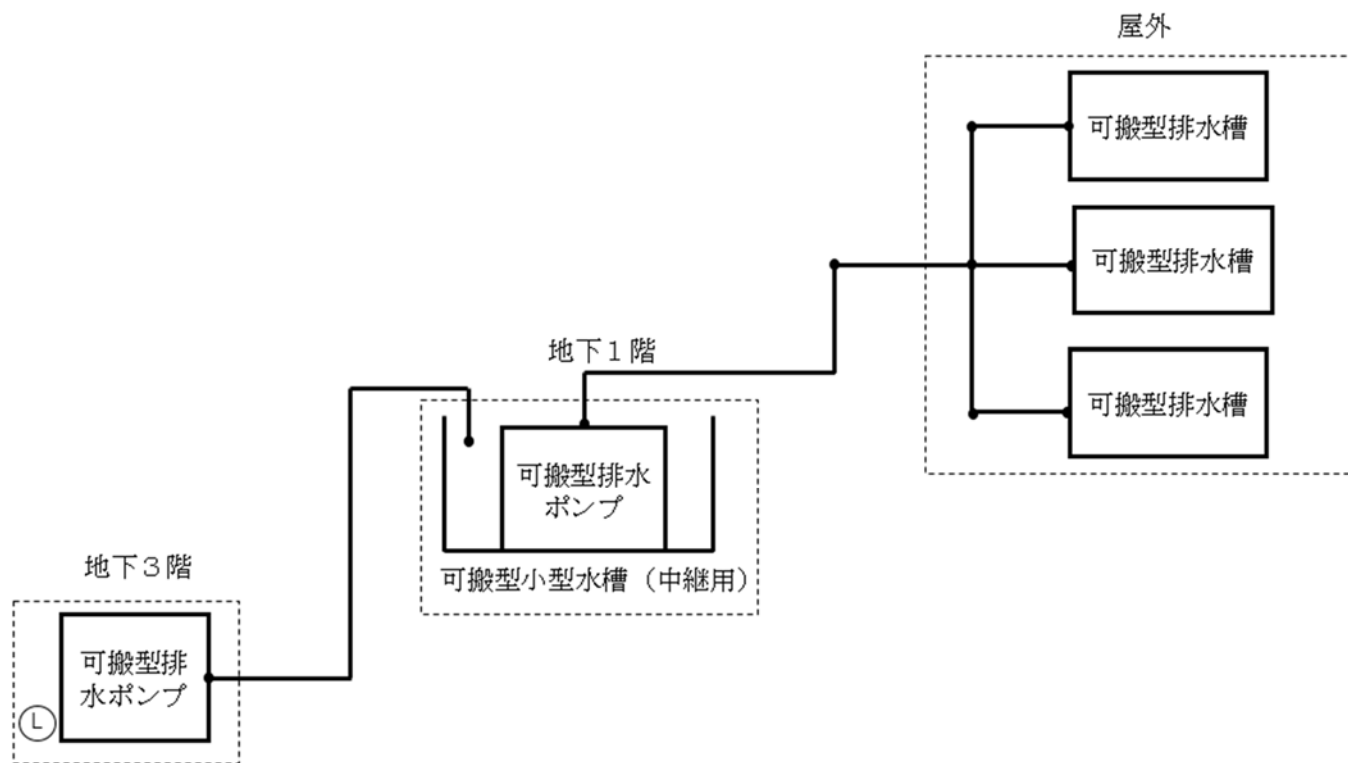 屋外
可搬型排水槽
可搬型排水槽
可搬型排水槽
地下１階
可搬型排水
ポンプ
可搬型小型水槽（中継用）
地下３階
可搬型排
水ポンプ
L